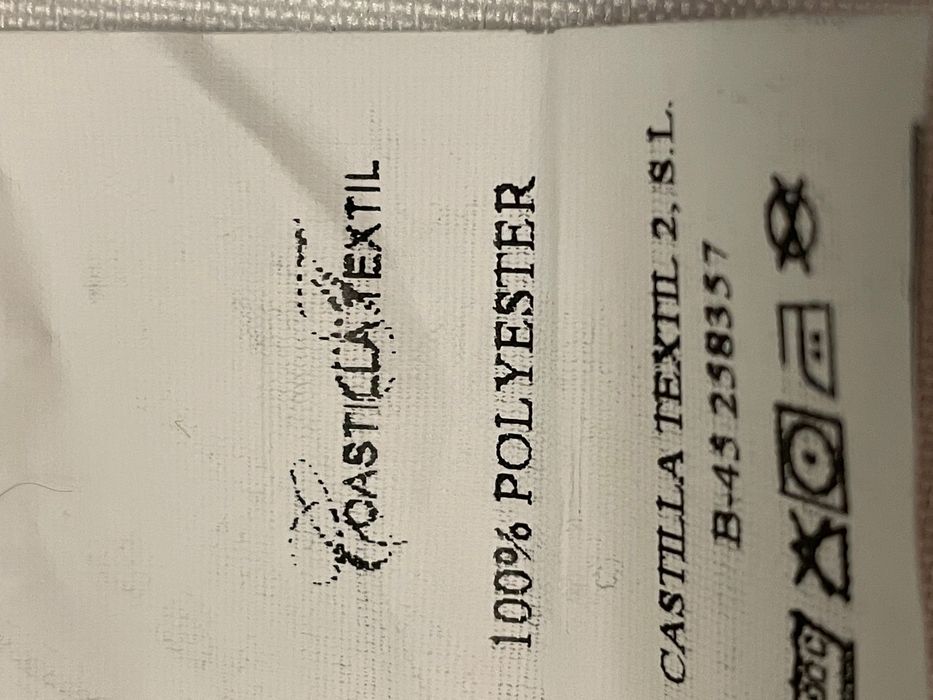 CASTILLA TEXTIL
100% POLYESTER
CASTILLA TEXTIL 2, S.L.
B-45 258357